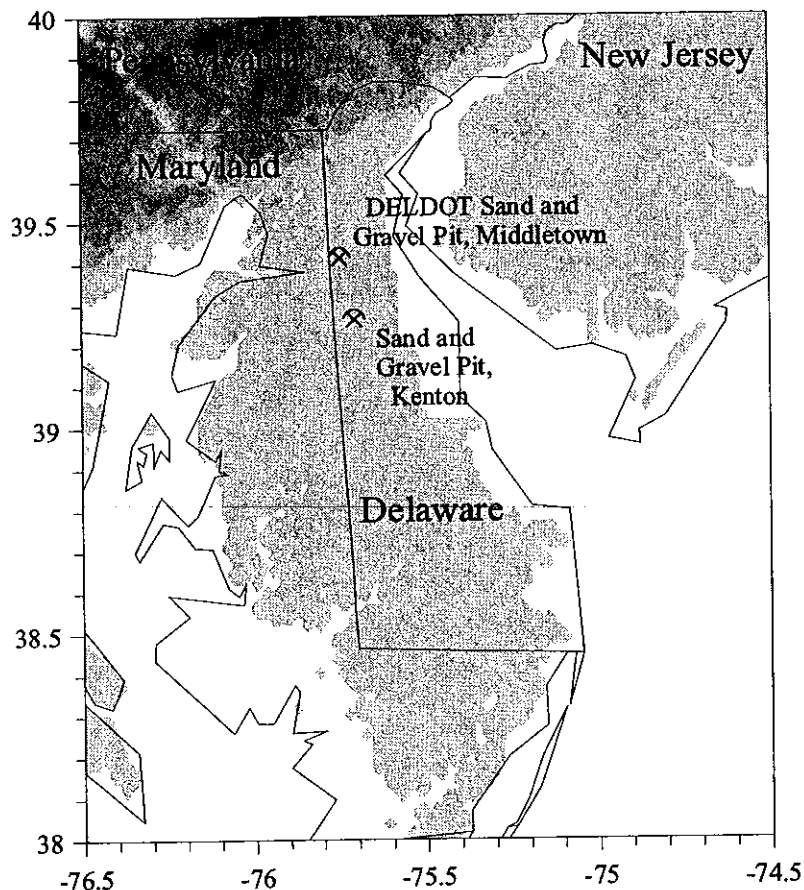 40
Pennsylvania
New Jersey
Maryland
39.5
DELDOT Sand and
Gravel Pit, Middletown
Sand and
Gravel Pit,
Kenton
39
Delaware
38.5
38
-76.5
-76
-75.5
-75
-74.5